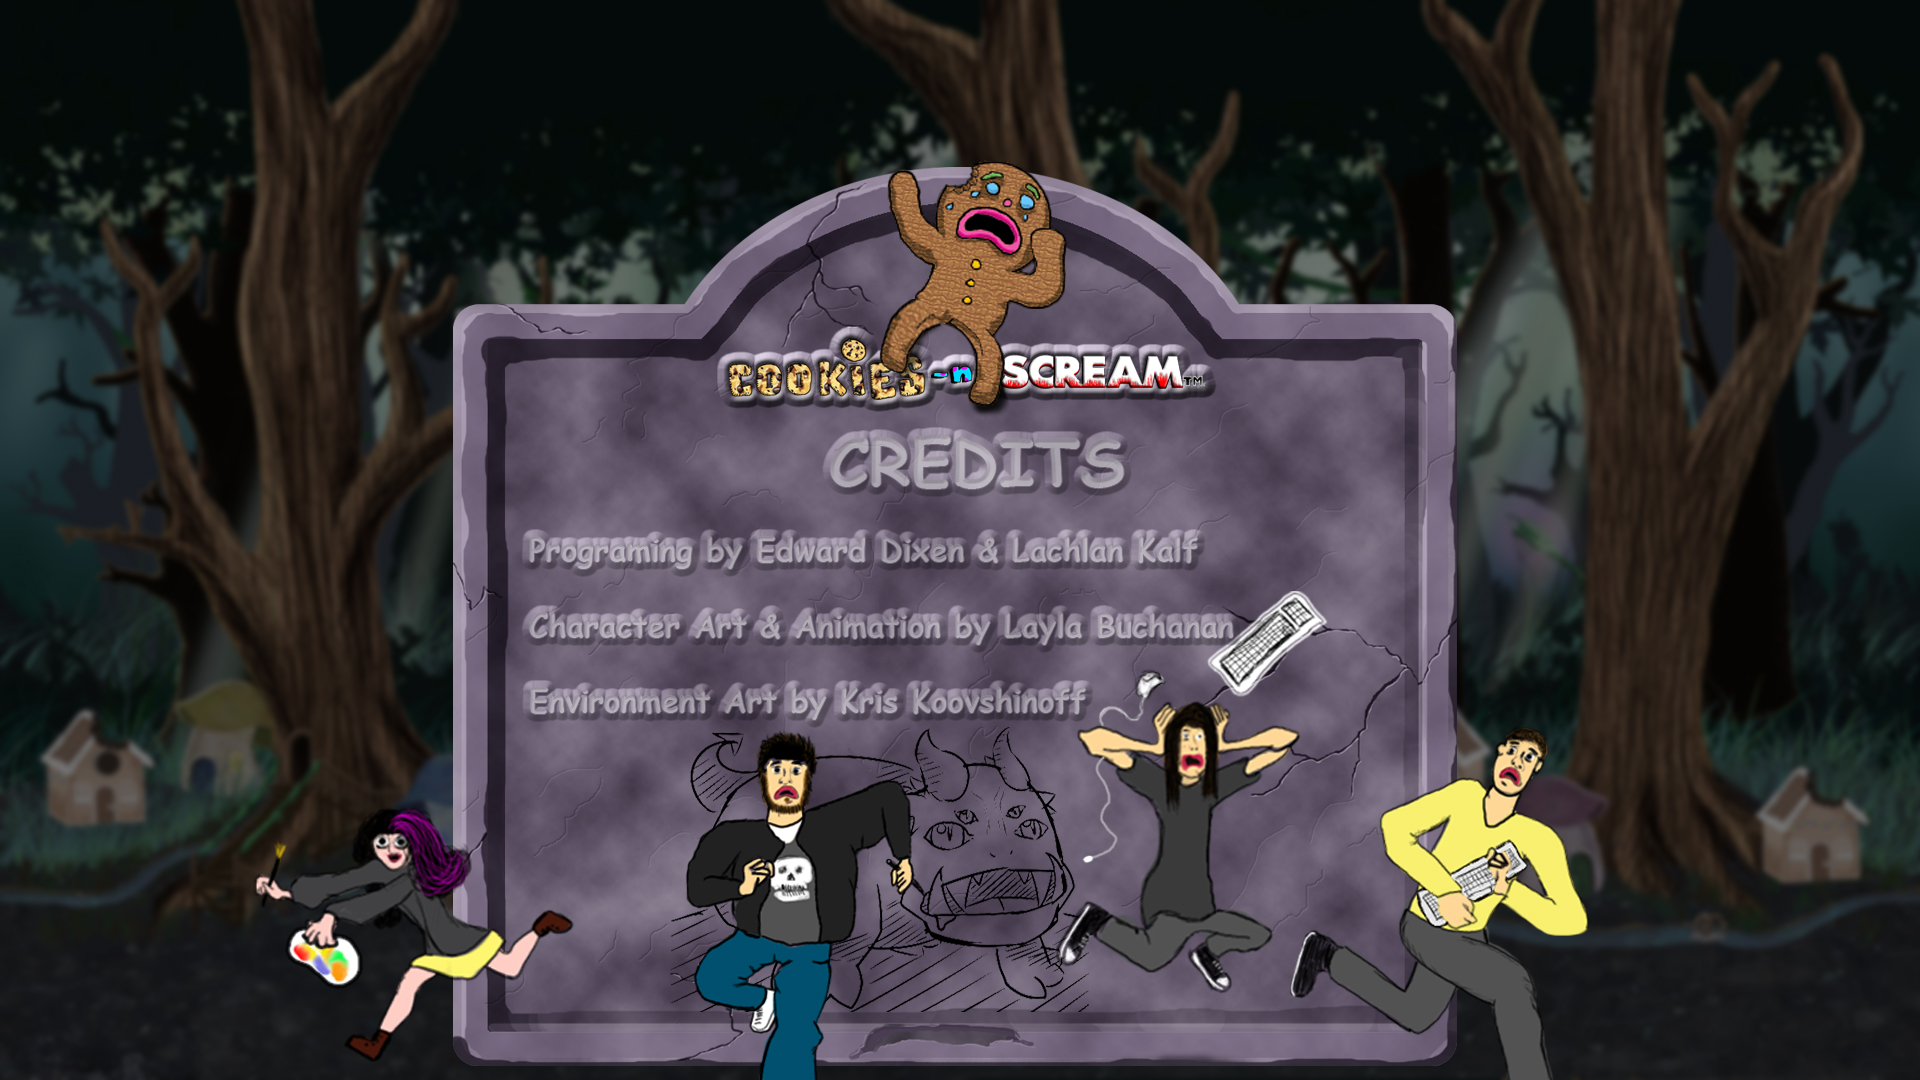 COOKIES-n SCREAM™
CREDITS
Programing by Edward Dixen & Lachlan Kalf
Character Art & Animation by Layla Buchanan
Environment Art by Kris Koovshinoff